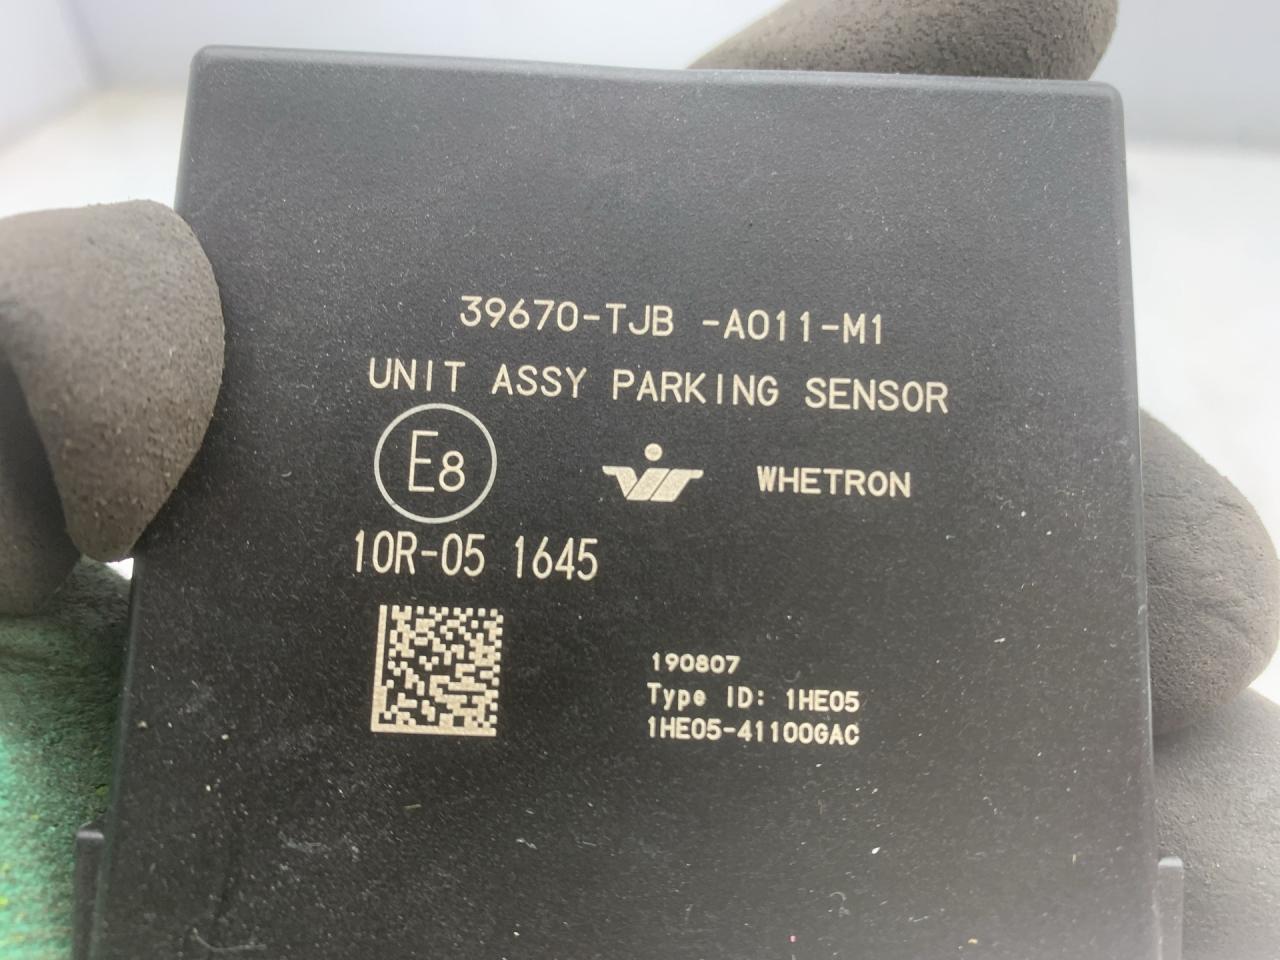 39670-TJB -A011-M1
UNIT ASSY PARKING SENSOR
E8
WHETRON
10R-05 1645
190807
Type ID: 1HE05
1HE05-41100GAC